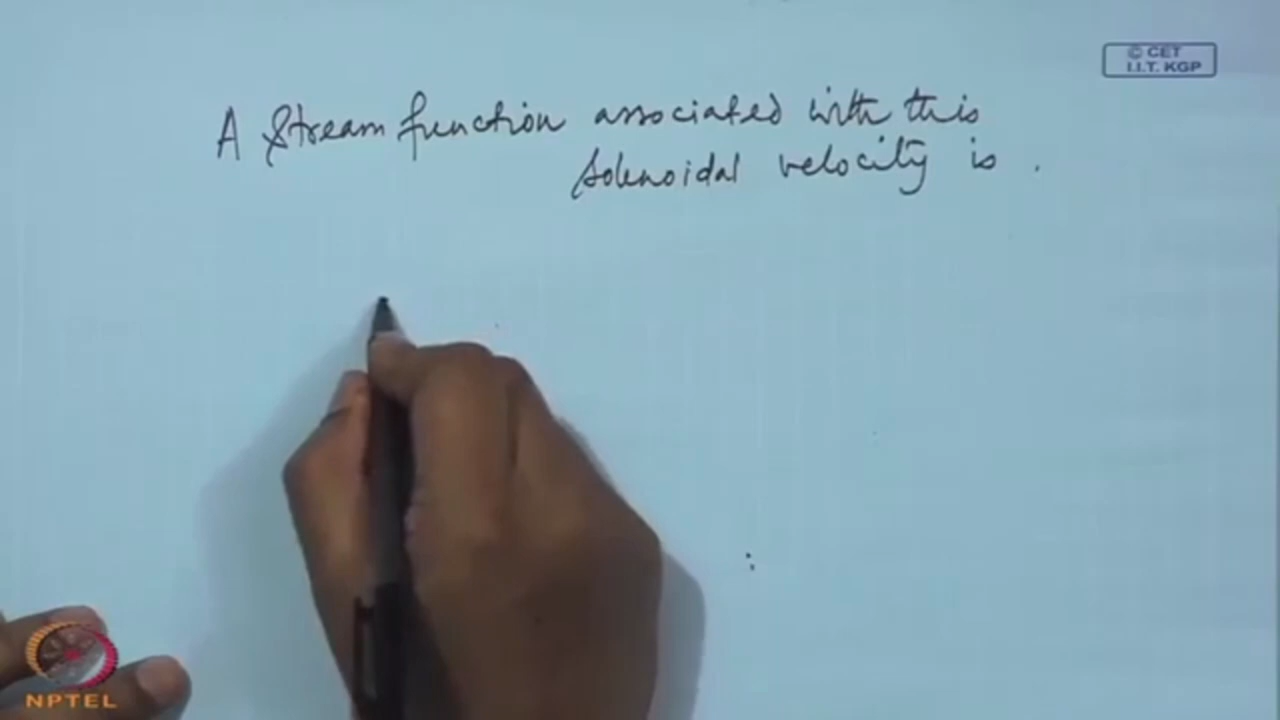 © CET
I.I.T. KGP
A stream function associated with this
solenoidal velocity is .
NPTEL